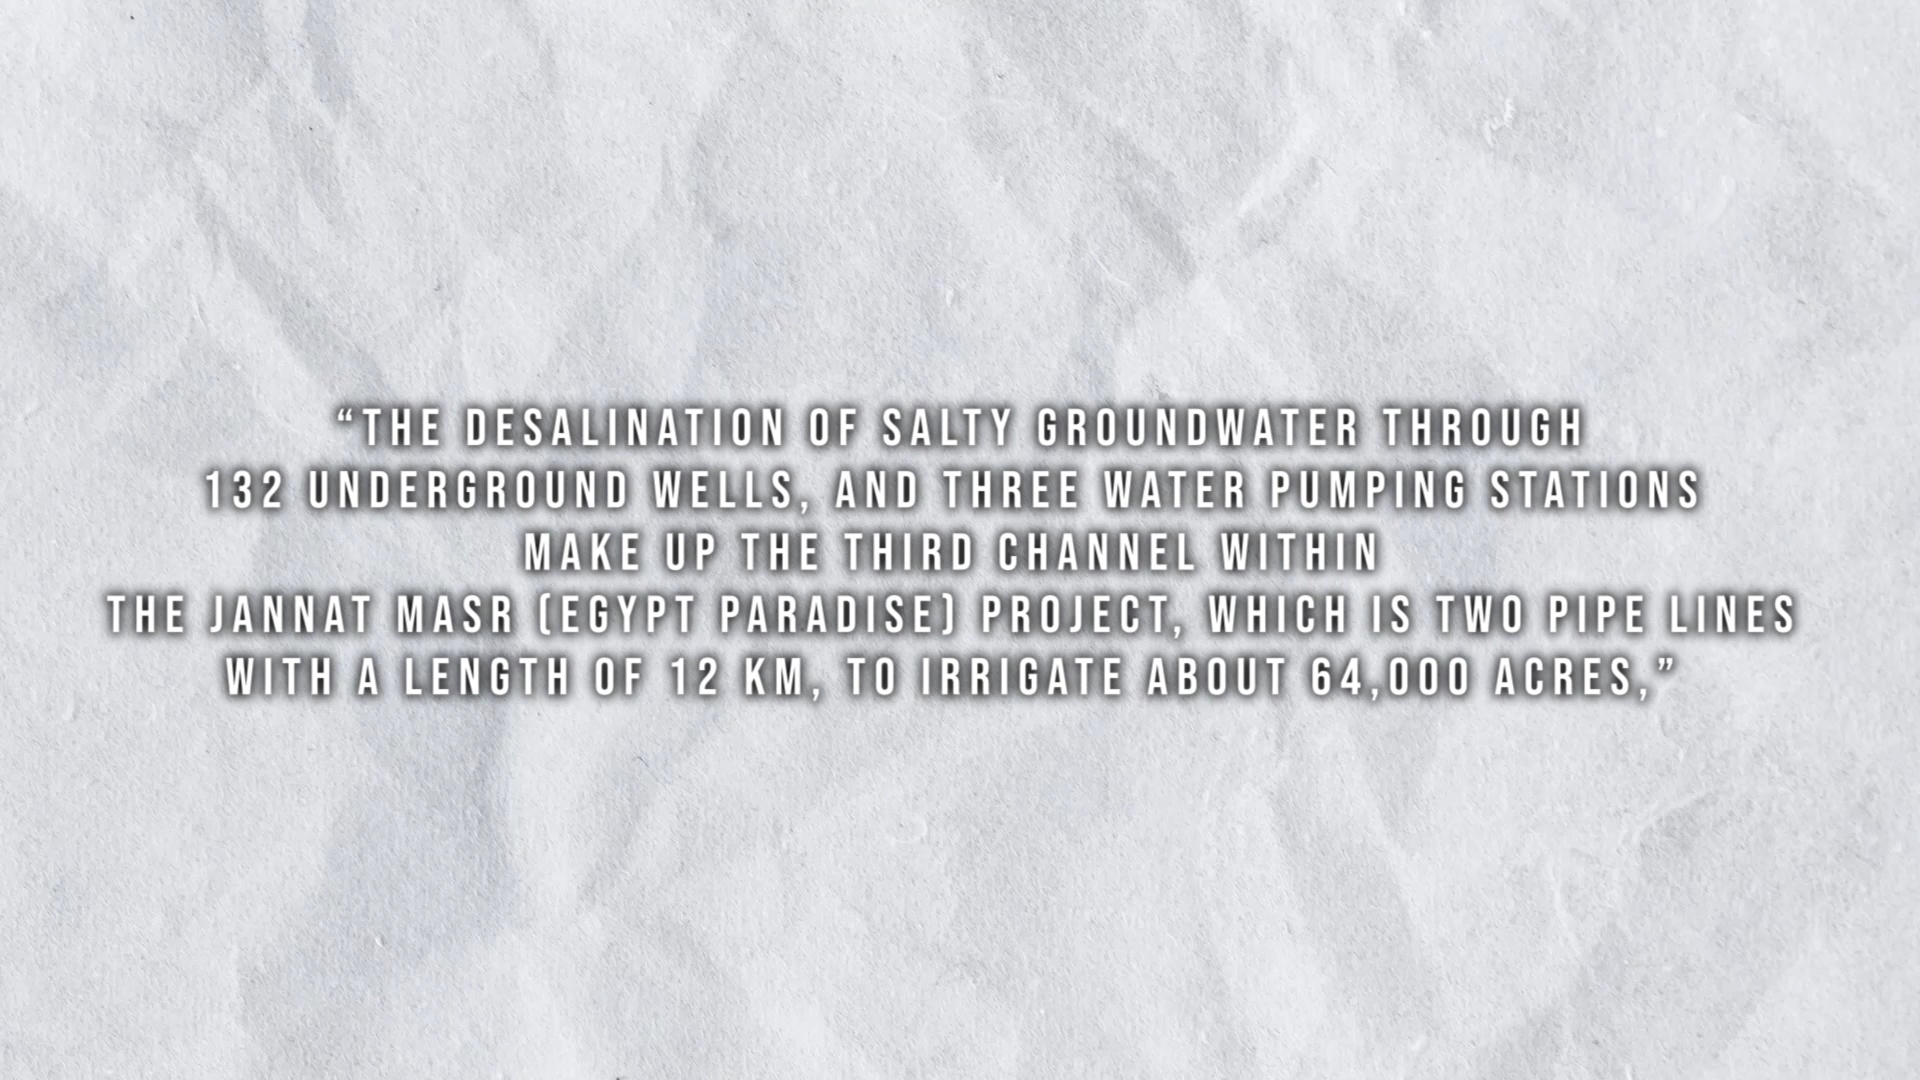 “THE DESALINATION OF SALTY GROUNDWATER THROUGH
132 UNDERGROUND WELLS, AND THREE WATER PUMPING STATIONS
MAKE UP THE THIRD CHANNEL WITHIN
THE JANNAT MASR (EGYPT PARADISE) PROJECT, WHICH IS TWO PIPE LINES
WITH A LENGTH OF 12 KM, TO IRRIGATE ABOUT 64,000 ACRES,”